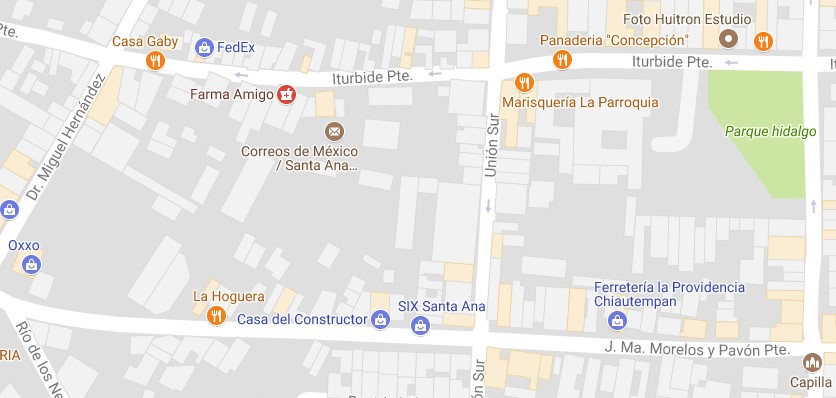 Pte.
Casa Gaby
FedEx
Foto Huitron Estudio
Panaderia "Concepción"
Iturbide Pte.
Iturbide Pte.
Farma Amigo
Marisquería La Parroquia
Dr. Miguel Hernández
Correos de México
/ Santa Ana...
Unión Sur
Parque hidalgo
Oxxo
La Hoguera
Casa del Constructor
SIX Santa Ana
Ferretería la Providencia
Chiautempan
Río de los Ne
RIA
J. Ma. Morelos y Pavón Pte.
Capilla
ón Sur